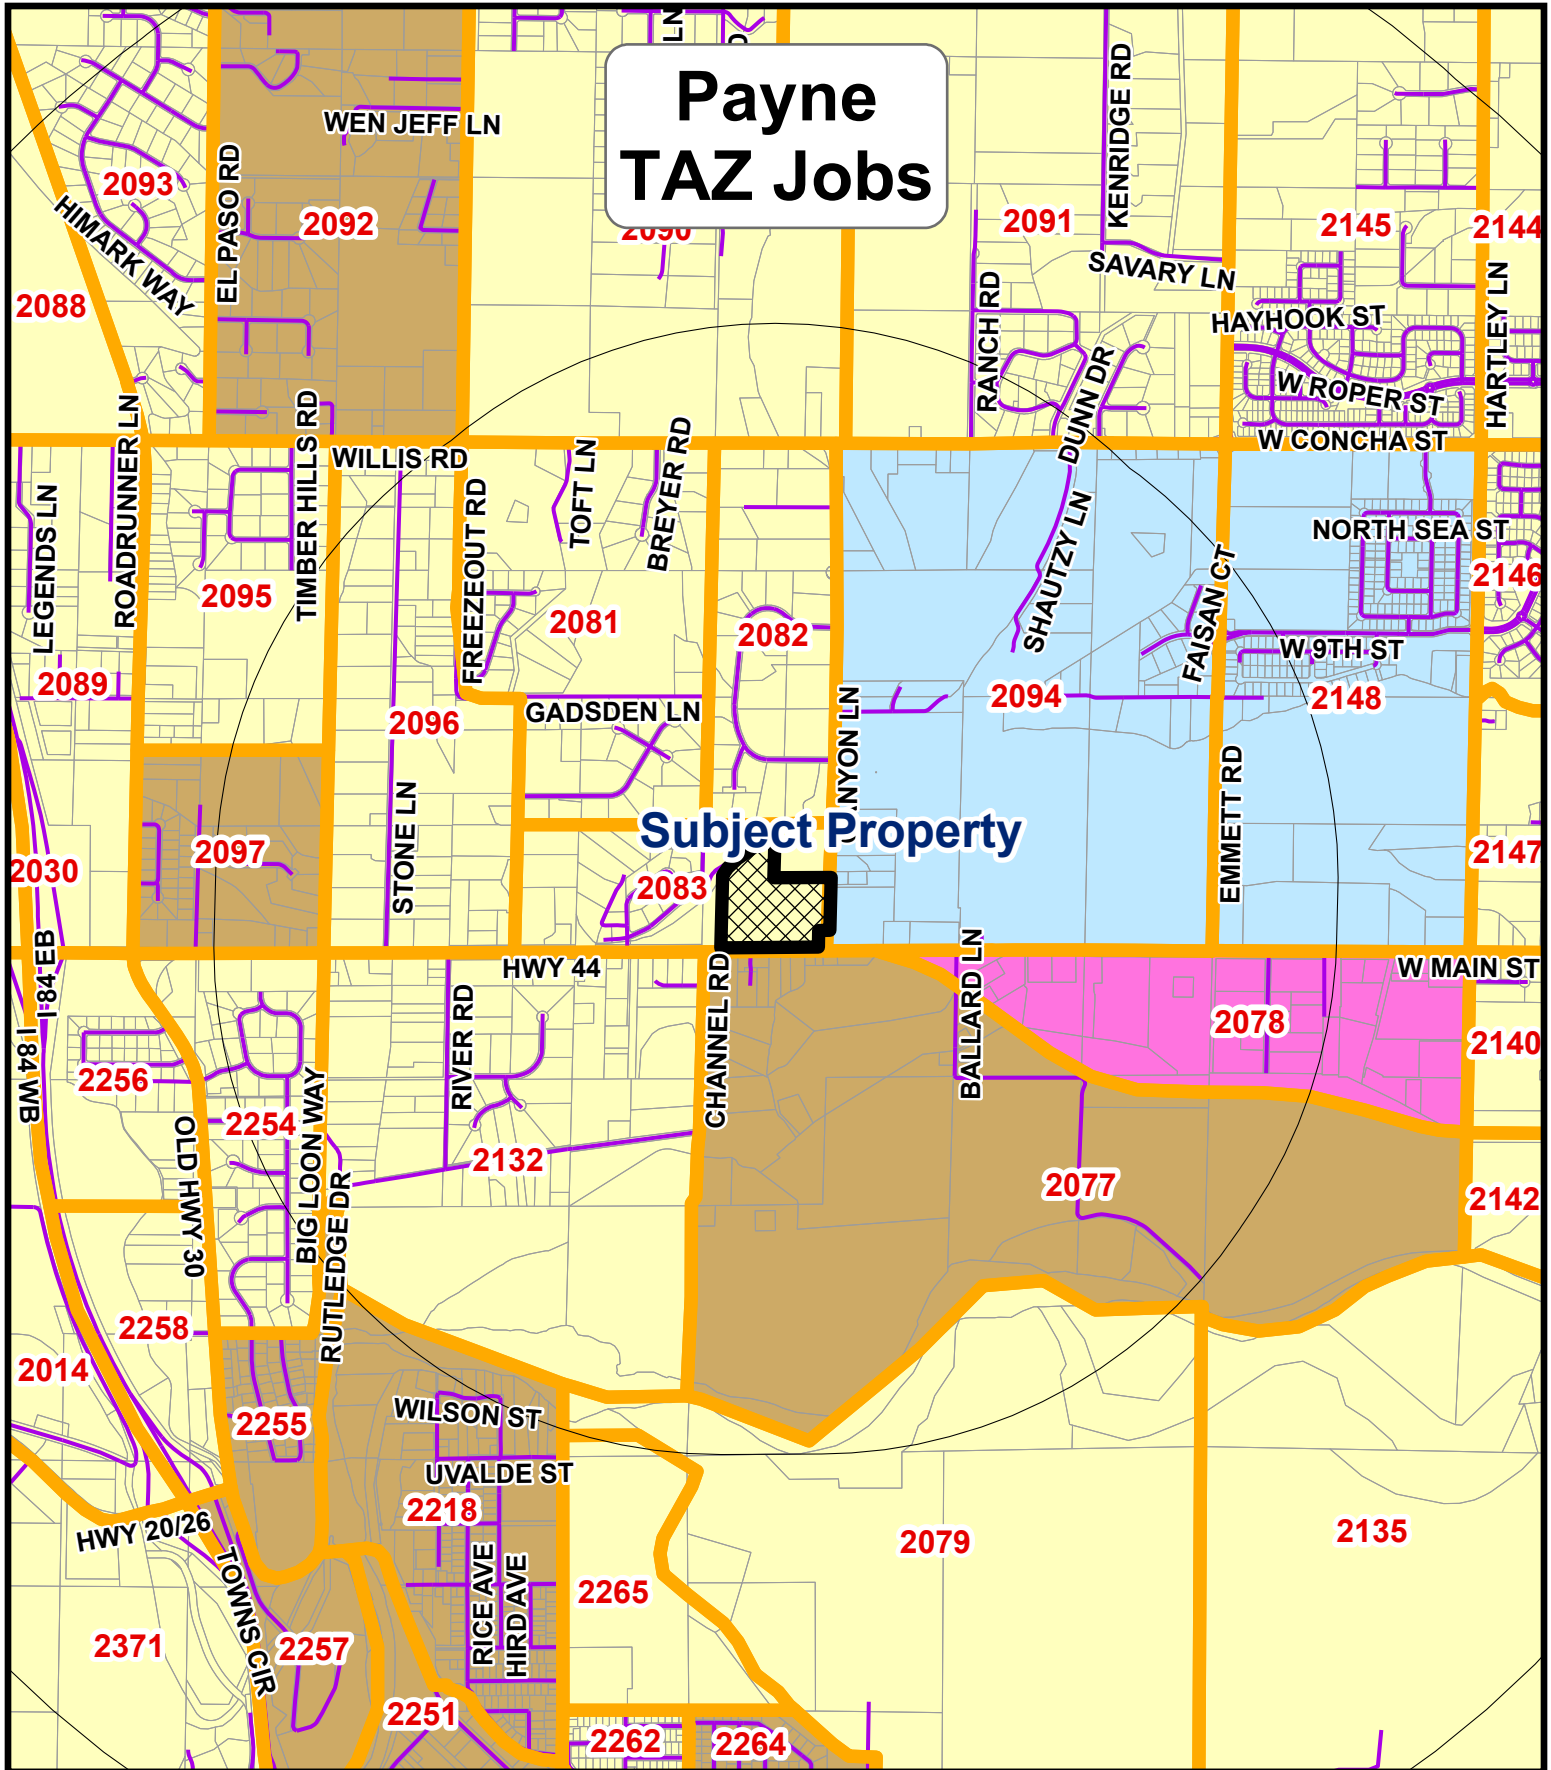 Payne
TAZ Jobs
LN
WEN JEFF LN
KENRIDGE RD
2093
EL PASO RD
2092
2090
2091
2145
2144
HIMARK WAY
SAVARY LN
2088
RANCH RD
HAYHOOK ST
HARTLEY LN
W ROPER ST
DUNN DR
W CONCHA ST
ROADRUNNER LN
TIMBER HILLS RD
WILLIS RD
TOFT LN
BREYER RD
FREEZEOUT RD
LEGENDS LN
NORTH SEA ST
2146
2095
2081
2082
SHAUTZY LN
FAISAN CT
W 9TH ST
2089
2094
2148
2096
GADSDEN LN
ANYON LN
EMMETT RD
STONE LN
Subject Property
2097
2147
2030
2083
I 84 EB
HWY 44
W MAIN ST
CHANNEL RD
BALLARD LN
RIVER RD
2078
2140
I 84 WB
2256
2254
BIG LOON WAY
2132
2077
2142
OLD HWY 30
RUTLEDGE DR
2258
2014
WILSON ST
2255
UVALDE ST
2218
HWY 20/26
2079
2135
TOWNS CIR
RICE AVE
HIRD AVE
2265
2371
2257
2251
2262
2264